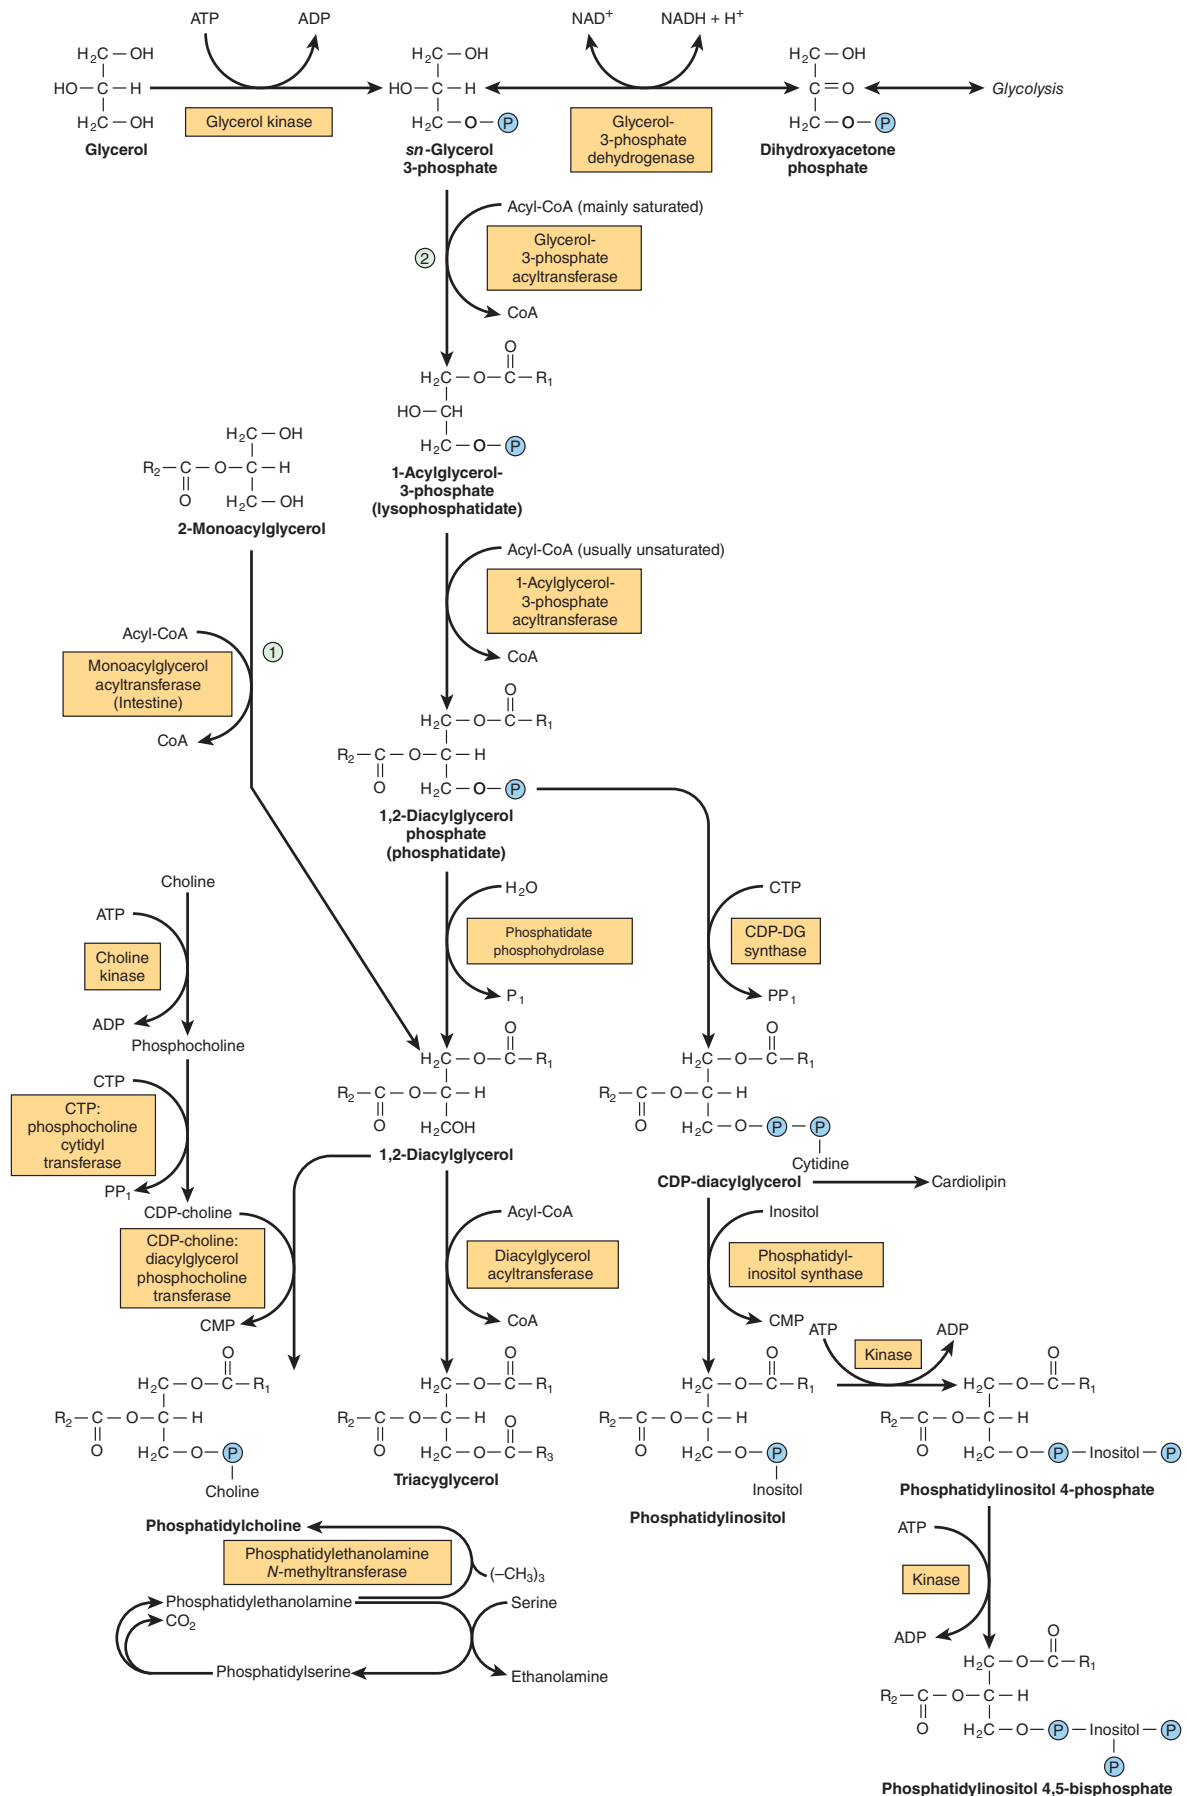 ATP
ADP
NAD⁺
NADH + H⁺
H₂C — OH
HO — C — H
H₂C — OH
Glycerol
Glycerol kinase
H₂C — OH
HO — C — H
H₂C — O — P
sn-Glycerol
3-phosphate
Glycerol-
3-phosphate
dehydrogenase
H₂C — OH
C = O
H₂C — O — P
Dihydroxyacetone
phosphate
Glycolysis
Acyl-CoA (mainly saturated)
2
Glycerol-
3-phosphate
acyltransferase
CoA
O
H₂C — O — C — R₁
HO — CH
H₂C — O — P
1-Acylglycerol-
3-phosphate
(lysophosphatidate)
H₂C — OH
R₂ — C — O — C — H
O
H₂C — OH
2-Monoacylglycerol
Acyl-CoA (usually unsaturated)
1-Acylglycerol-
3-phosphate
acyltransferase
CoA
Acyl-CoA
1
Monoacylglycerol
acyltransferase
(Intestine)
CoA
O
H₂C — O — C — R₁
R₂ — C — O — C — H
O
H₂C — O — P
1,2-Diacylglycerol
phosphate
(phosphatidate)
H₂O
Phosphatidate
phosphohydrolase
P₁
CTP
CDP-DG
synthase
PP₁
Choline
ATP
Choline
kinase
ADP
Phosphocholine
CTP
CTP:
phosphocholine
cytidyl
transferase
PP₁
CDP-choline
CDP-choline:
diacylglycerol
phosphocholine
transferase
CMP
O
H₂C — O — C — R₁
R₂ — C — O — C — H
O
H₂COH
1,2-Diacylglycerol
O
H₂C — O — C — R₁
R₂ — C — O — C — H
O
H₂C — O — P — P
Cytidine
CDP-diacylglycerol
Cardiolipin
Acyl-CoA
Diacylglycerol
acyltransferase
CoA
Inositol
Phosphatidyl-
inositol synthase
CMP
ATP
ADP
Kinase
O
H₂C — O — C — R₁
R₂ — C — O — C — H
O
H₂C — O — P
Choline
Phosphatidylcholine
O
H₂C — O — C — R₁
R₂ — C — O — C — H
O
O
H₂C — O — C — R₃
Triacyglycerol
O
H₂C — O — C — R₁
R₂ — C — O — C — H
O
H₂C — O — P
Inositol
Phosphatidylinositol
O
H₂C — O — C — R₁
R₂ — C — O — C — H
O
H₂C — O — P — Inositol — P
Phosphatidylinositol 4-phosphate
Phosphatidylethanolamine
N-methyltransferase
(–CH₃)₃
Phosphatidylethanolamine
Serine
CO₂
Phosphatidylserine
Ethanolamine
ATP
Kinase
ADP
O
H₂C — O — C — R₁
R₂ — C — O — C — H
O
H₂C — O — P — Inositol — P
P
Phosphatidylinositol 4,5-bisphosphate